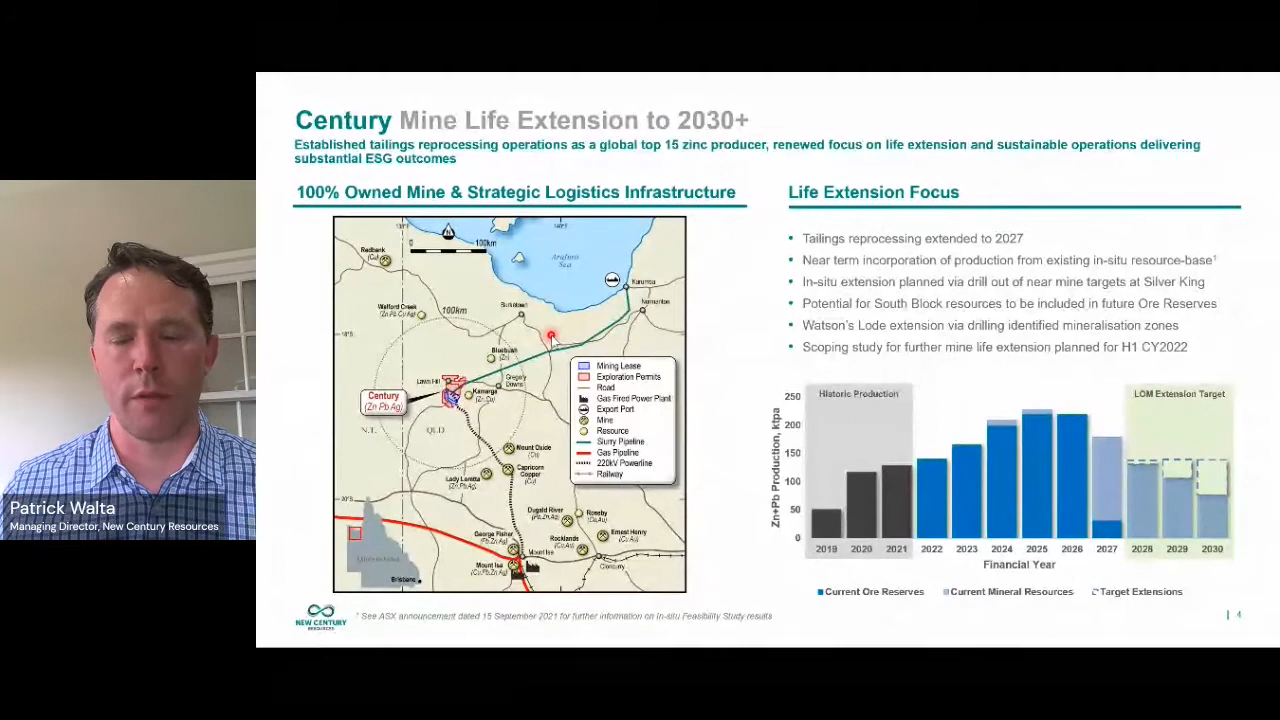 Century Mine Life Extension to 2030+
Established tailings reprocessing operations as a global top 15 zinc producer, renewed focus on life extension and sustainable operations delivering
substantial ESG outcomes
100% Owned Mine & Strategic Logistics Infrastructure
0
100km
Redbank
(Cu)
Arafura
Sea
Karumba
Normanton
Burketown
Walford Creek
(Zn,Pb,Cu,Ag)
100km
Bluebush
(Zn)
Lawn Hill
Gregory
Downs
Kamarga
(Zn,Cu)
Century
(Zn,Pb,Ag)
N.T.
QLD
Mount Oxide
(Cu)
Capricorn
Copper
(Cu)
Lady Loretta
(Zn,Pb,Ag)
20°S
Dugald River
(Pb,Zn,Ag)
Roseby
(Cu,Au)
George Fisher
(Pb,Zn,Ag)
Rocklands
(Cu,Au)
Ernest Henry
(Cu,Au)
Mount Isa
Mount Isa
(Cu,Pb,Zn,Ag)
Cloncurry
Brisbane
Mining Lease
Exploration Permits
Road
Gas Fired Power Plant
Export Port
Mine
Resource
Slurry Pipeline
Gas Pipeline
220kV Powerline
Railway
Life Extension Focus
• Tailings reprocessing extended to 2027
• Near term incorporation of production from existing in-situ resource-base¹
• In-situ extension planned via drill out of near mine targets at Silver King
• Potential for South Block resources to be included in future Ore Reserves
• Watson's Lode extension via drilling identified mineralisation zones
• Scoping study for further mine life extension planned for H1 CY2022
Historic Production
LOM Extension Target
Zn+Pb Production, ktpa
250
200
150
100
50
0
2019 2020 2021 2022 2023 2024 2025 2026 2027 2028 2029 2030
Financial Year
Current Ore Reserves Current Mineral Resources Target Extensions
NEW CENTURY
RESOURCES
¹ See ASX announcement dated 15 September 2021 for further information on In-situ Feasibility Study results
| 4
Patrick Walta
Managing Director, New Century Resources